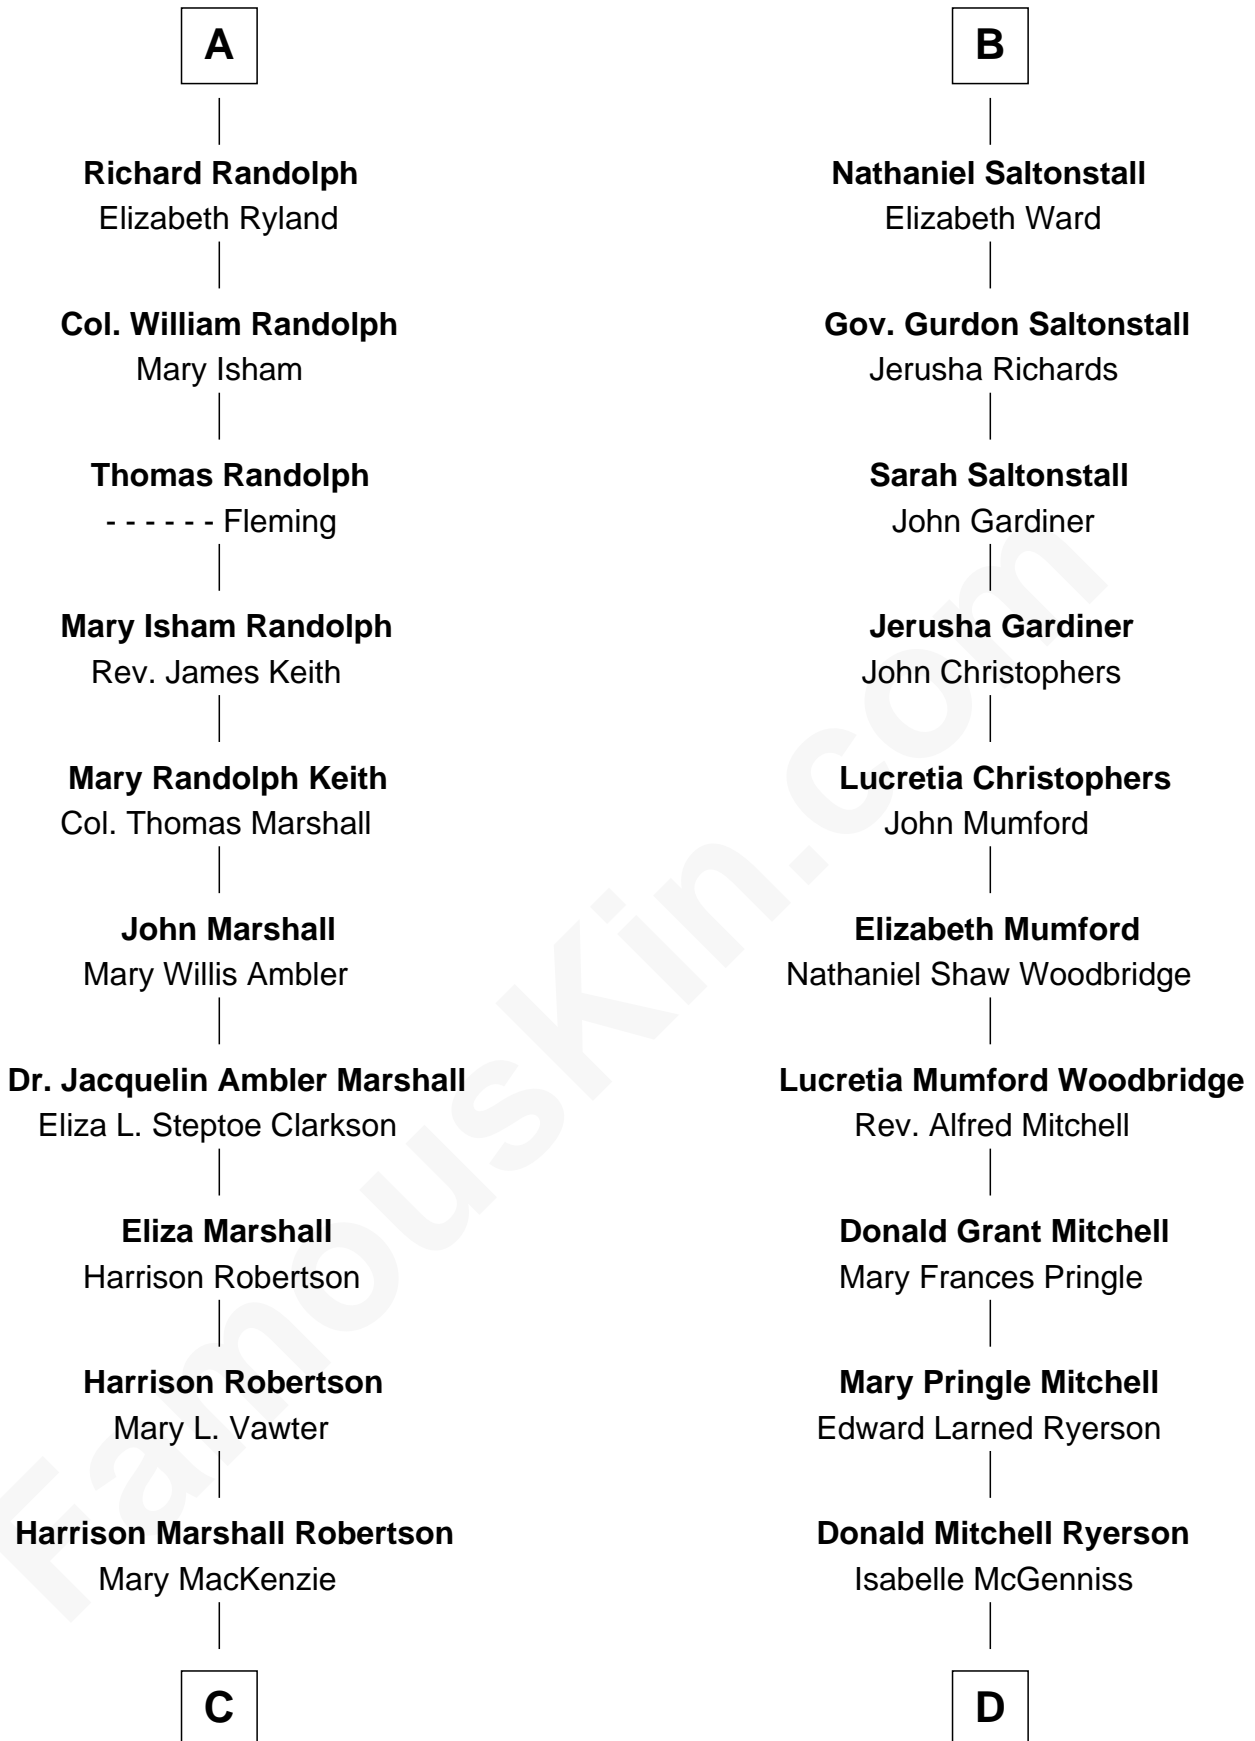 A
Richard Randolph
Elizabeth Ryland
Col. William Randolph
Mary Isham
Thomas Randolph
- - - - - - Fleming
Mary Isham Randolph
Rev. James Keith
Mary Randolph Keith
Col. Thomas Marshall
John Marshall
Mary Willis Ambler
Dr. Jacquelin Ambler Marshall
Eliza L. Steptoe Clarkson
Eliza Marshall
Harrison Robertson
Harrison Robertson
Mary L. Vawter
Harrison Marshall Robertson
Mary MacKenzie
C
B
Nathaniel Saltonstall
Elizabeth Ward
Gov. Gurdon Saltonstall
Jerusha Richards
Sarah Saltonstall
John Gardiner
Jerusha Gardiner
John Christophers
Lucretia Christophers
John Mumford
Elizabeth Mumford
Nathaniel Shaw Woodbridge
Lucretia Mumford Woodbridge
Rev. Alfred Mitchell
Donald Grant Mitchell
Mary Frances Pringle
Mary Pringle Mitchell
Edward Larned Ryerson
Donald Mitchell Ryerson
Isabelle McGenniss
D
FamousKin.com